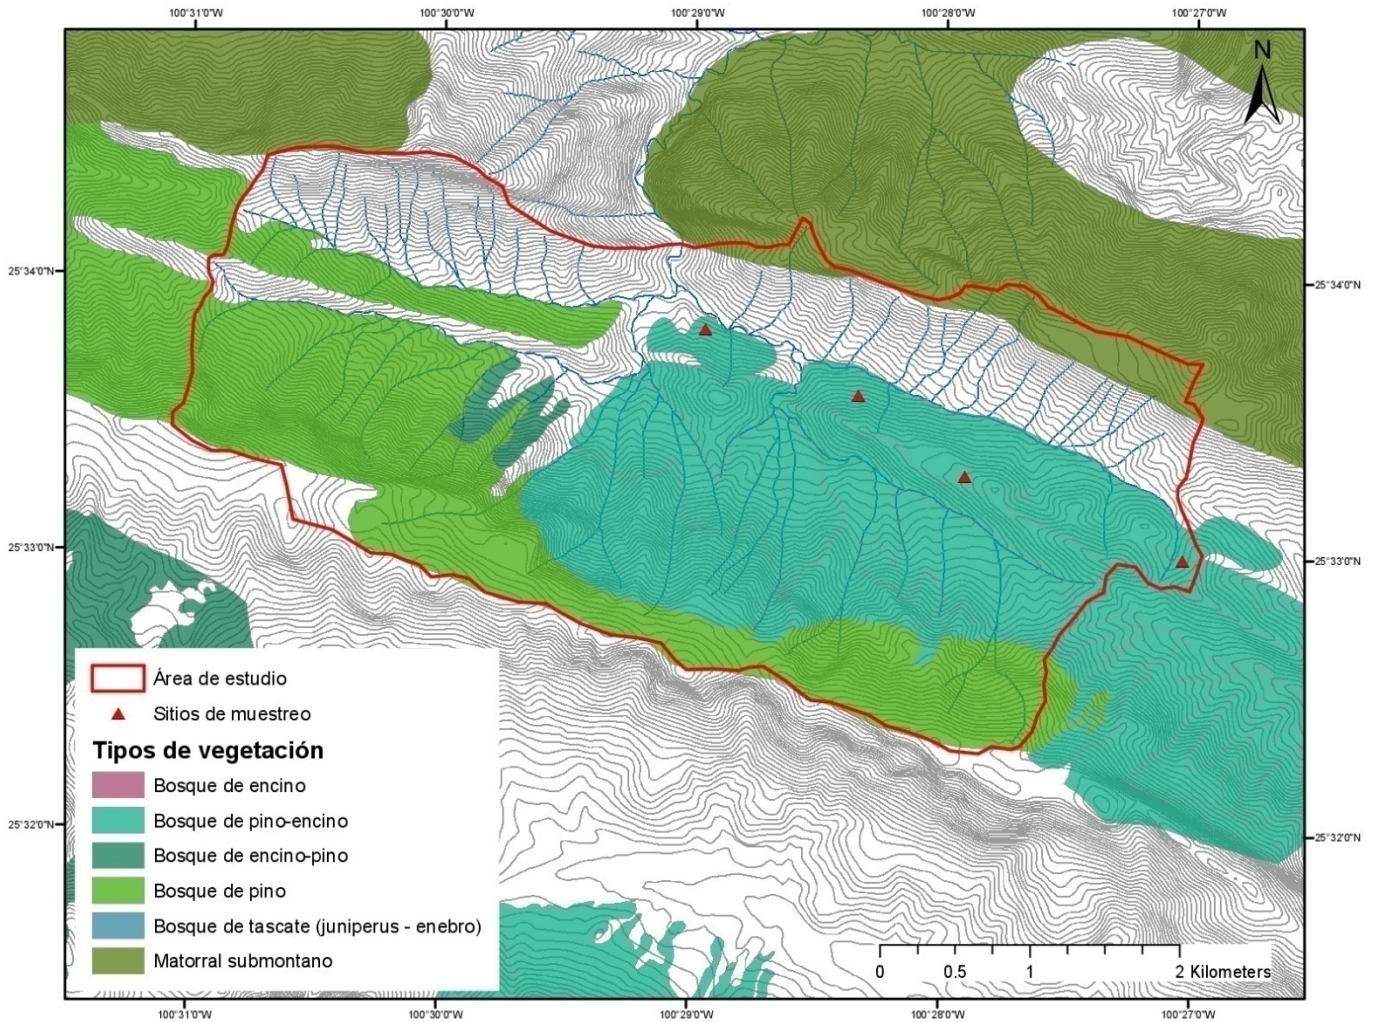 100°31'0"W 100°30'0"W 100°29'0"W 100°28'0"W 100°27'0"W
N
25°34'0"N 25°34'0"N
25°33'0"N 25°33'0"N
25°32'0"N 25°32'0"N
Área de estudio
Sitios de muestreo
Tipos de vegetación
Bosque de encino
Bosque de pino-encino
Bosque de encino-pino
Bosque de pino
Bosque de tascate (juniperus - enebro)
Matorral submontano
0 0.5 1 2 Kilometers
100°31'0"W 100°30'0"W 100°29'0"W 100°28'0"W 100°27'0"W